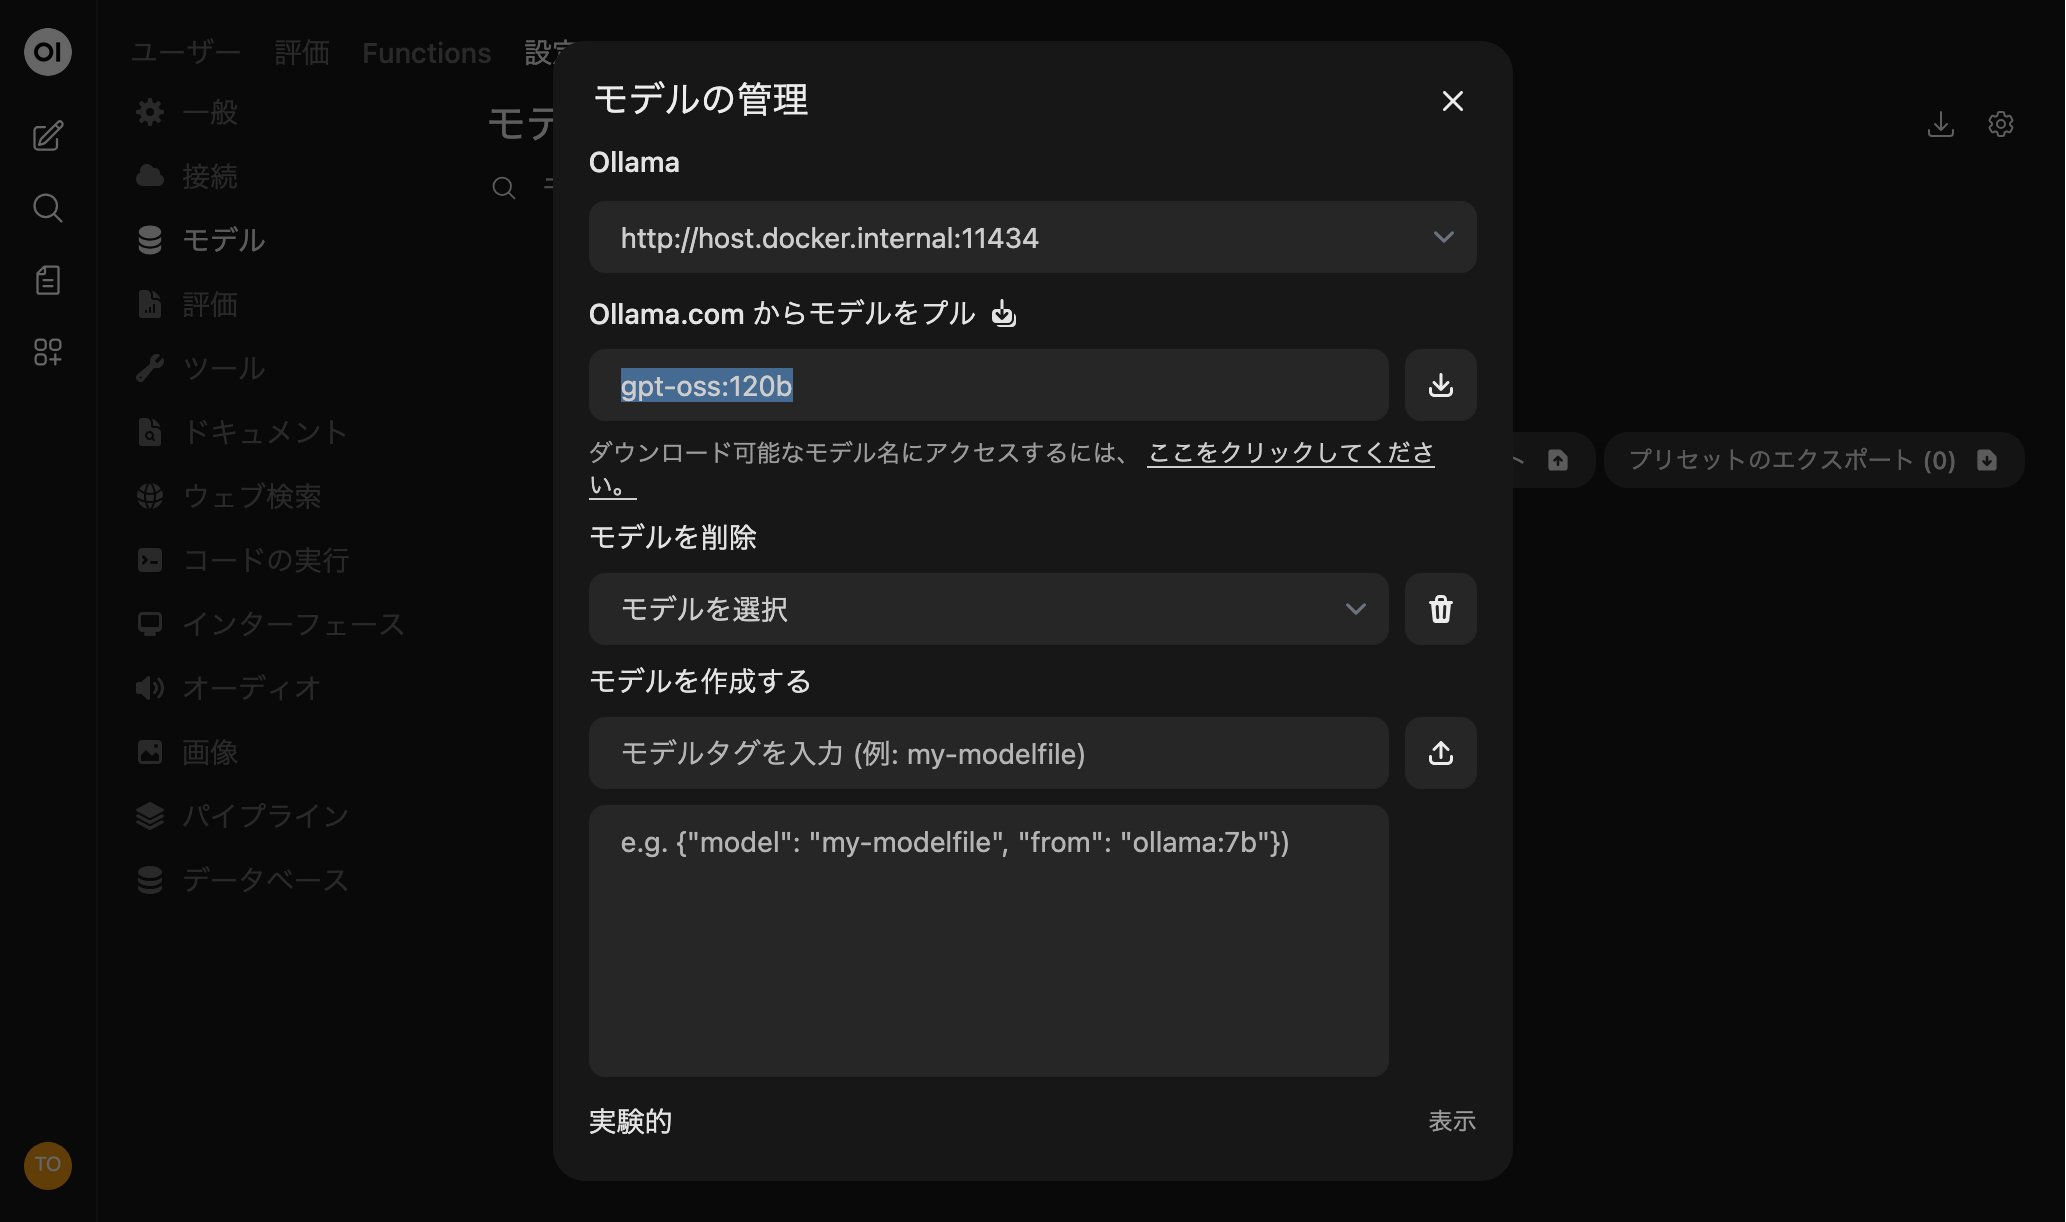 OI
ユーザー 評価 Functions
一般
接続
モデル
評価
ツール
ドキュメント
ウェブ検索
コードの実行
インターフェース
オーディオ
画像
パイプライン
データベース
TO
モデルの管理
Ollama
http://host.docker.internal:11434
Ollama.com からモデルをプル
gpt-oss:120b
ダウンロード可能なモデル名にアクセスするには、 ここをクリックしてくださ
い。
モデルを削除
モデルを選択
モデルを作成する
モデルタグを入力 (例: my-modelfile)
e.g. {"model": "my-modelfile", "from": "ollama:7b"})
実験的
表示
プリセットのエクスポート (0)